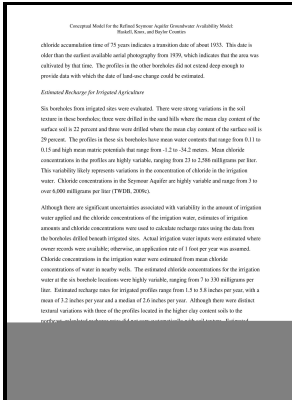 Conceptual Model for the Refined Seymour Aquifer Groundwater Availability Model:
Haskell, Knox, and Baylor Counties
chloride accumulation time of 75 years indicates a transition date of about 1933. This date is
older than the earliest available aerial photography from 1939, which indicates that the area was
cultivated by that time. The profiles in the other boreholes did not extend deep enough to
provide data with which the date of land-use change could be estimated.
Estimated Recharge for Irrigated Agriculture
Six boreholes from irrigated sites were evaluated. There were strong variations in the soil
texture in these boreholes; three were drilled in the sand hills where the mean clay content of the
surface soil is 22 percent and three were drilled where the mean clay content of the surface soil is
29 percent. The profiles in these six boreholes have mean water contents that range from 0.11 to
0.15 and high mean matric potentials that range from -1.2 to -34.2 meters. Mean chloride
concentrations in the profiles are highly variable, ranging from 23 to 2,586 milligrams per liter.
This variability likely represents variations in the concentration of chloride in the irrigation
water. Chloride concentrations in the Seymour Aquifer are highly variable and range from 3 to
over 6,000 milligrams per liter (TWDB, 2009c).
Although there are significant uncertainties associated with variability in the amount of irrigation
water applied and the chloride concentrations of the irrigation water, estimates of irrigation
amounts and chloride concentrations were used to calculate recharge rates using the data from
the boreholes drilled beneath irrigated sites. Actual irrigation water inputs were estimated where
owner records were available; otherwise, an application rate of 1 foot per year was assumed.
Chloride concentrations in the irrigation water were estimated from mean chloride
concentrations of water in nearby wells. The estimated chloride concentrations for the irrigation
water at the six borehole locations were highly variable, ranging from 7 to 330 milligrams per
liter. Estimated recharge rates for irrigated profiles range from 1.5 to 5.8 inches per year, with a
mean of 3.2 inches per year and a median of 2.6 inches per year. Although there were distinct
textural variations with three of the profiles located in the higher clay content soils to the